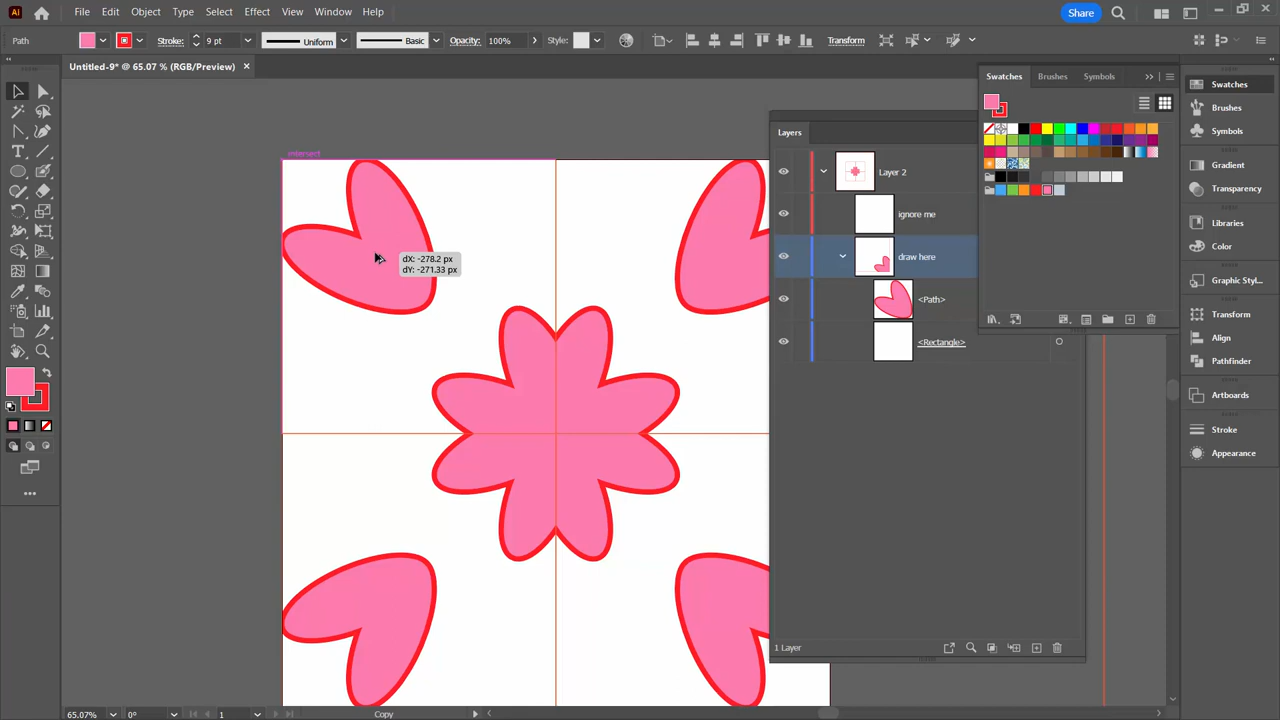 Ai File Edit Object Type Select Effect View Window Help Share
Path Stroke: 9 pt Uniform Basic Opacity: 100% Style: Transform
Untitled-9* @ 65.07 % (RGB/Preview) ×
Swatches Brushes Symbols
Swatches
Brushes
Symbols
Gradient
Transparency
Libraries
Color
Graphic Styl...
Transform
Align
Pathfinder
Artboards
Stroke
Appearance
Layers
Layer 2
ignore me
draw here
<Path>
<Rectangle>
1 Layer
intersect
dX: -278.2 px
dY: -271.33 px
65.07% 0° 1 Copy